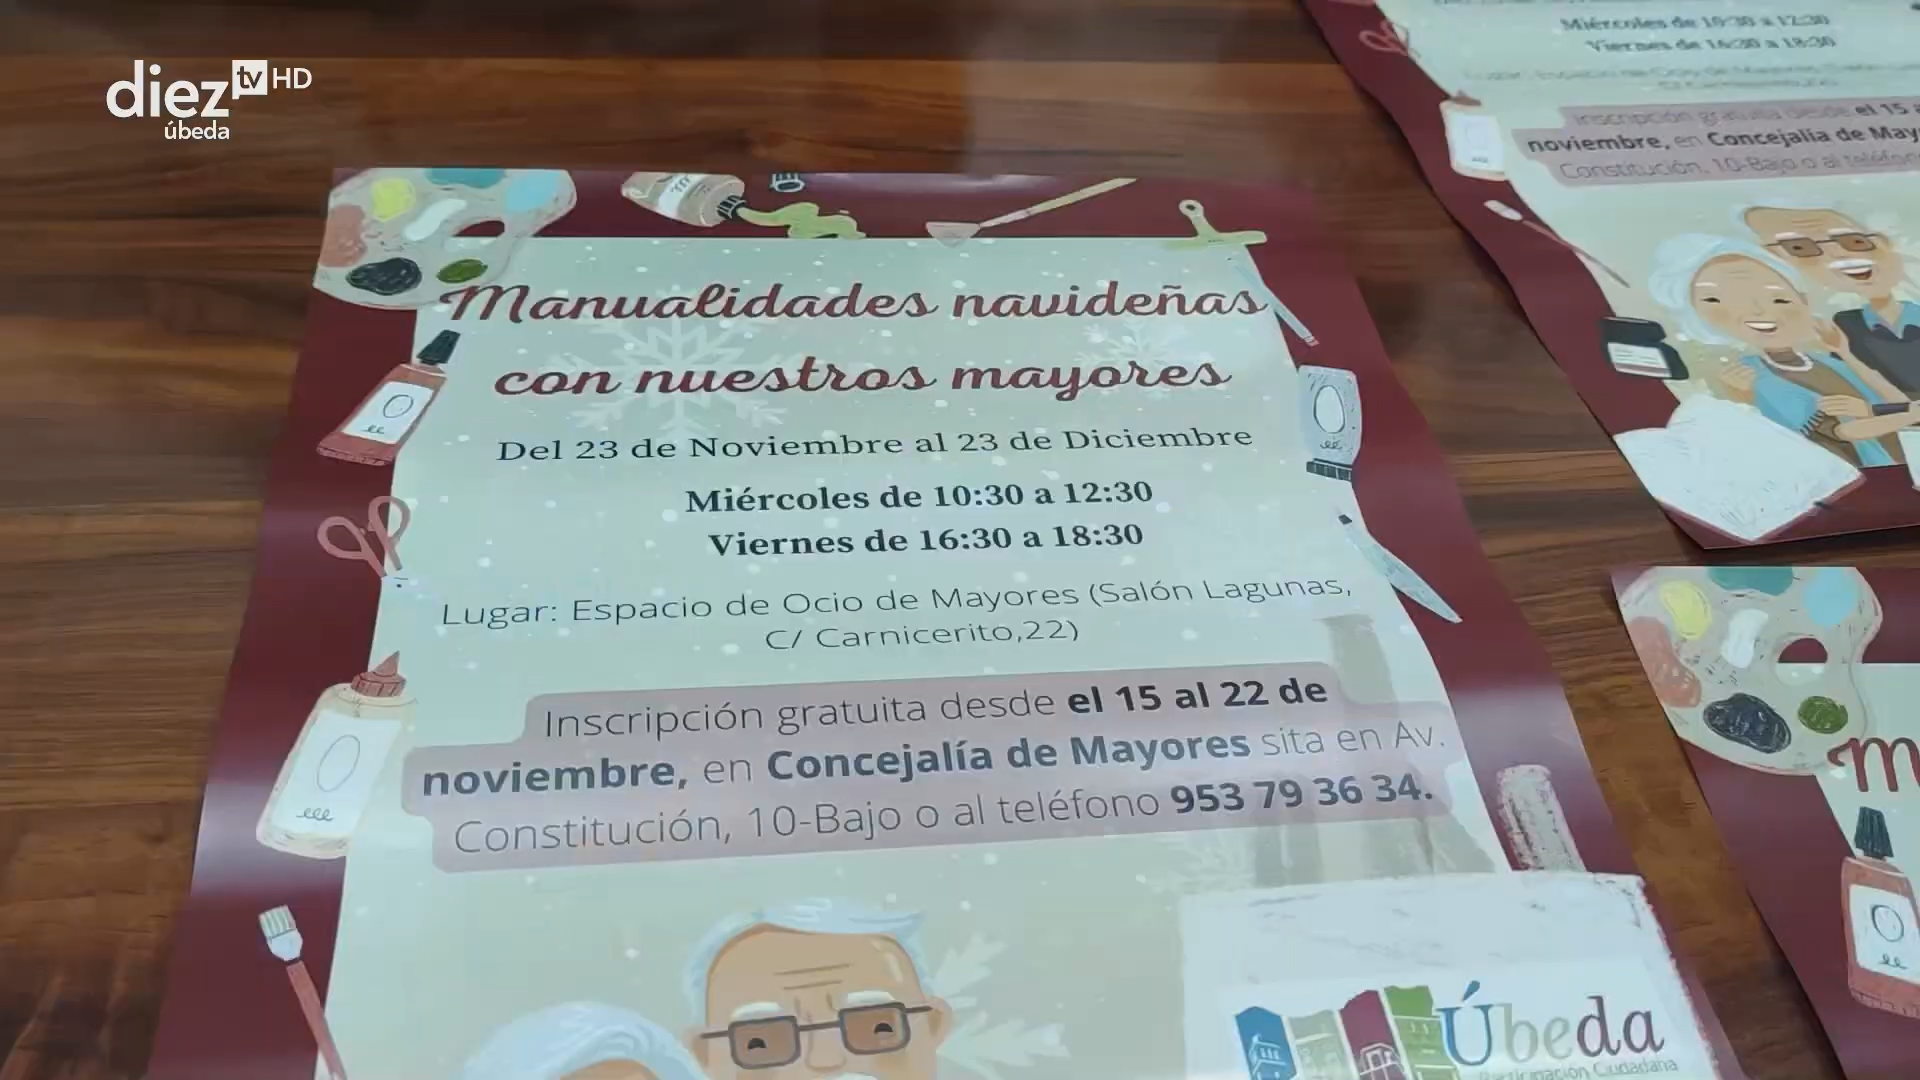 diez tv HD
úbeda
Manualidades navideñas
con nuestros mayores
Del 23 de Noviembre al 23 de Diciembre
Miércoles de 10:30 a 12:30
Viernes de 16:30 a 18:30
Lugar: Espacio de Ocio de Mayores (Salón Lagunas,
C/ Carnicerito,22)
Inscripción gratuita desde el 15 al 22 de
noviembre, en Concejalía de Mayores sita en Av.
Constitución, 10-Bajo o al teléfono 953 79 36 34.
Úbeda
Participación Ciudadana
Miércoles de 10:30 a 12:30
Viernes de 16:30 a 18:30
Inscripción gratuita desde el 15 a
noviembre, en Concejalía de May
Constitución, 10-Bajo o al teléfon
M